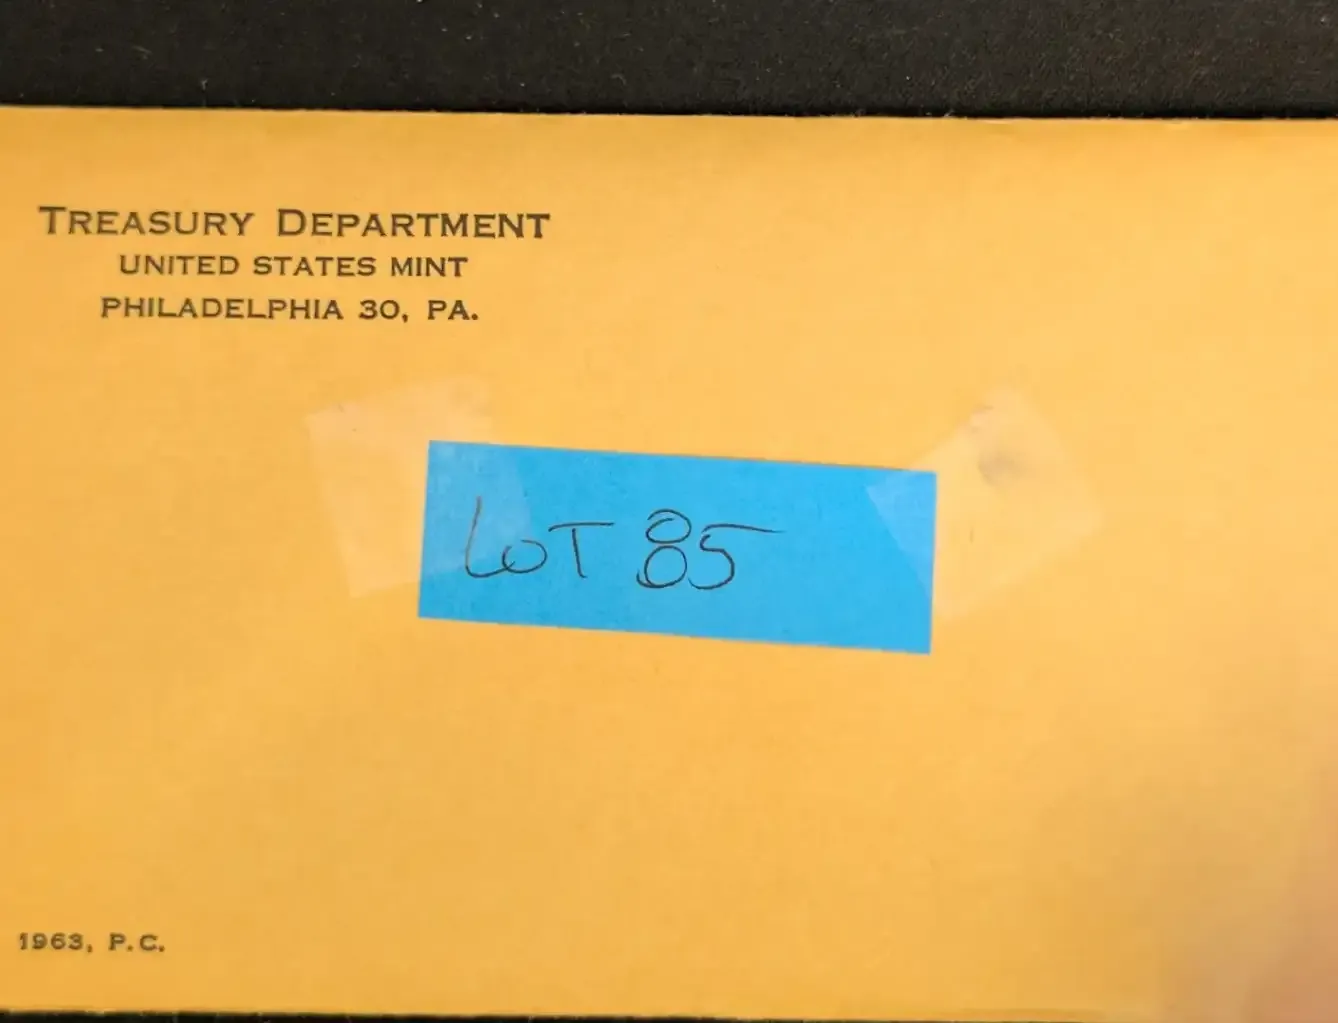 TREASURY DEPARTMENT
UNITED STATES MINT
PHILADELPHIA 30, PA.
LOT 85
1963, P.C.